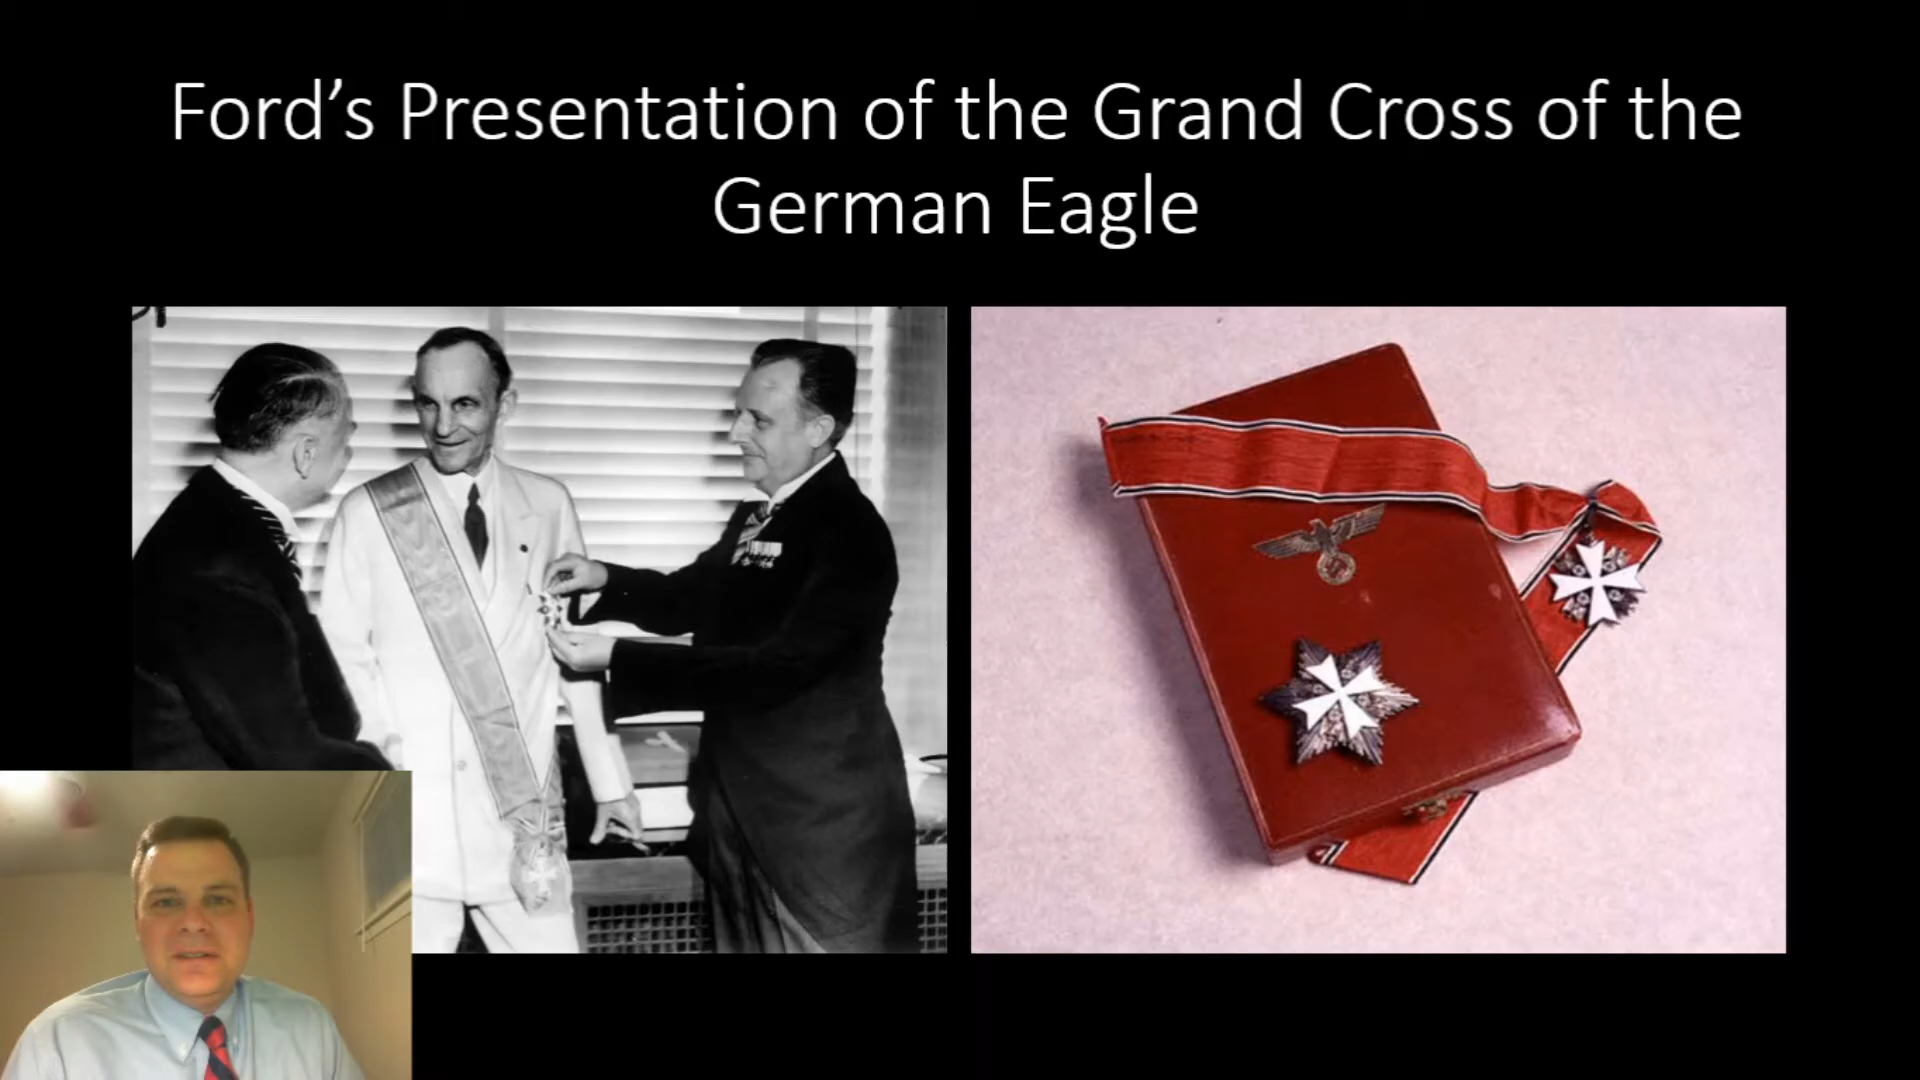 Ford’s Presentation of the Grand Cross of the
German Eagle